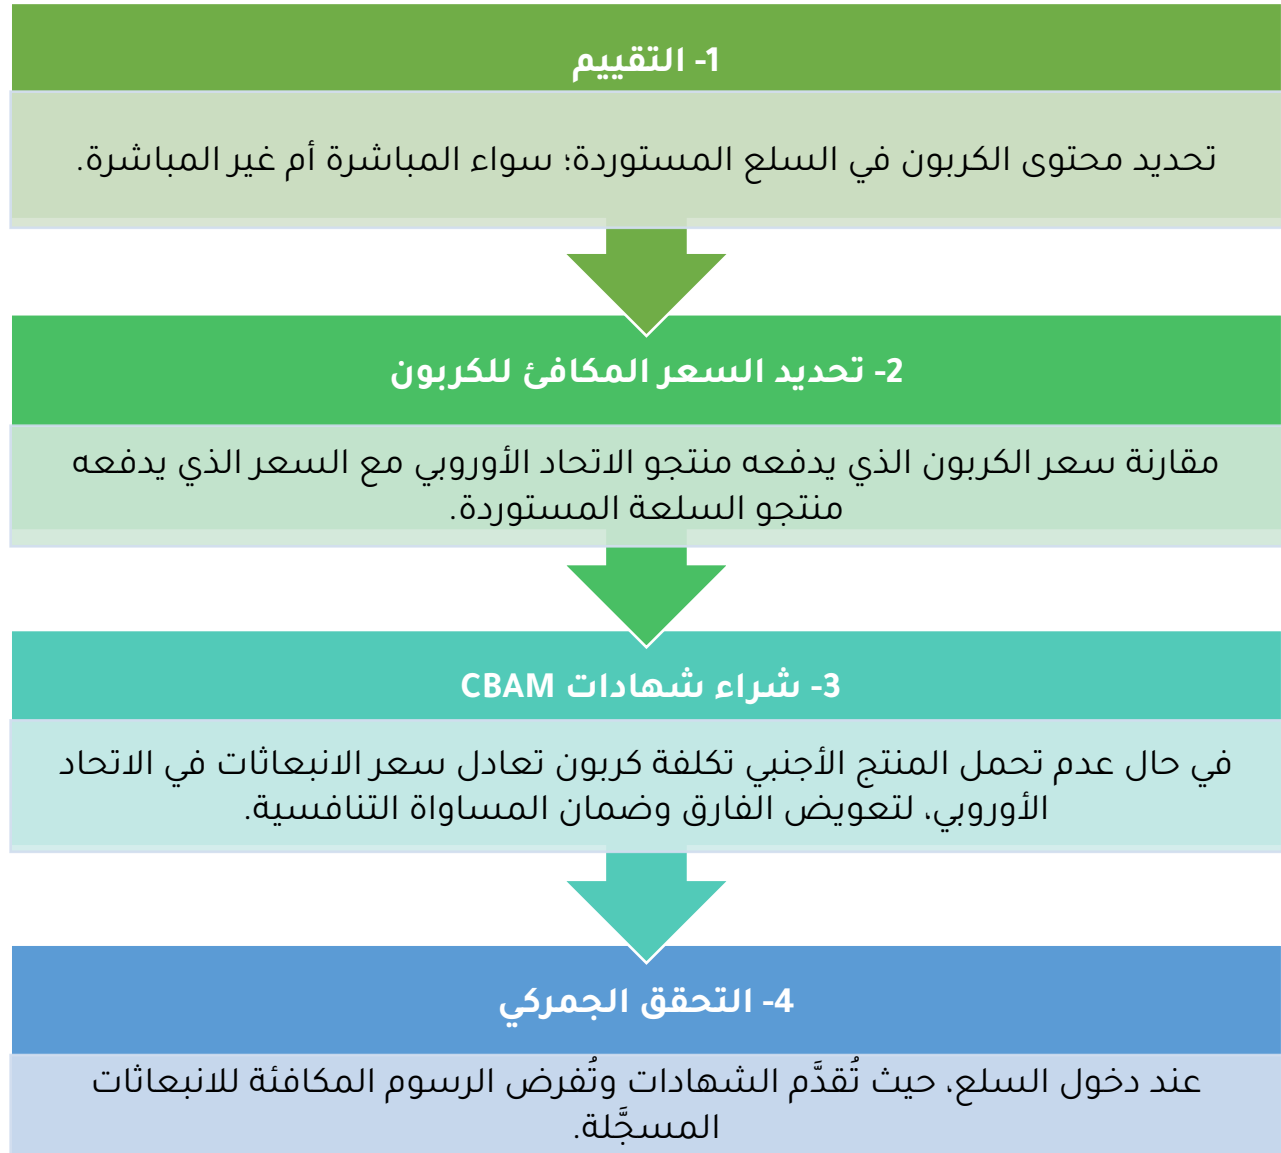 1- التقييم
تحديد محتوى الكربون في السلع المستوردة؛ سواء المباشرة أم غير المباشرة.
2- تحديد السعر المكافئ للكربون
مقارنة سعر الكربون الذي يدفعه منتجو الاتحاد الأوروبي مع السعر الذي يدفعه
منتجو السلعة المستوردة.
3- شراء شهادات CBAM
في حال عدم تحمل المنتج الأجنبي تكلفة كربون تعادل سعر الانبعاثات في الاتحاد
الأوروبي، لتعويض الفارق وضمان المساواة التنافسية.
4- التحقق الجمركي
عند دخول السلع، حيث تُقدَّم الشهادات وتُفرض الرسوم المكافئة للانبعاثات
المسجَّلة.